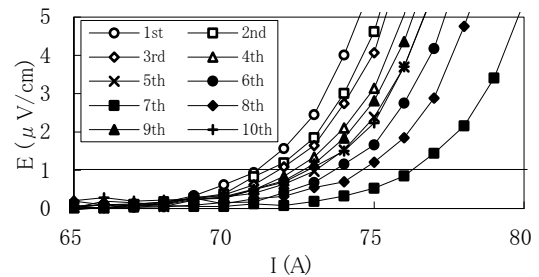 5
4
3
2
1
0
E (μV/cm)
1st 2nd
3rd 4th
5th 6th
7th 8th
9th 10th
65 70 75 80
I (A)